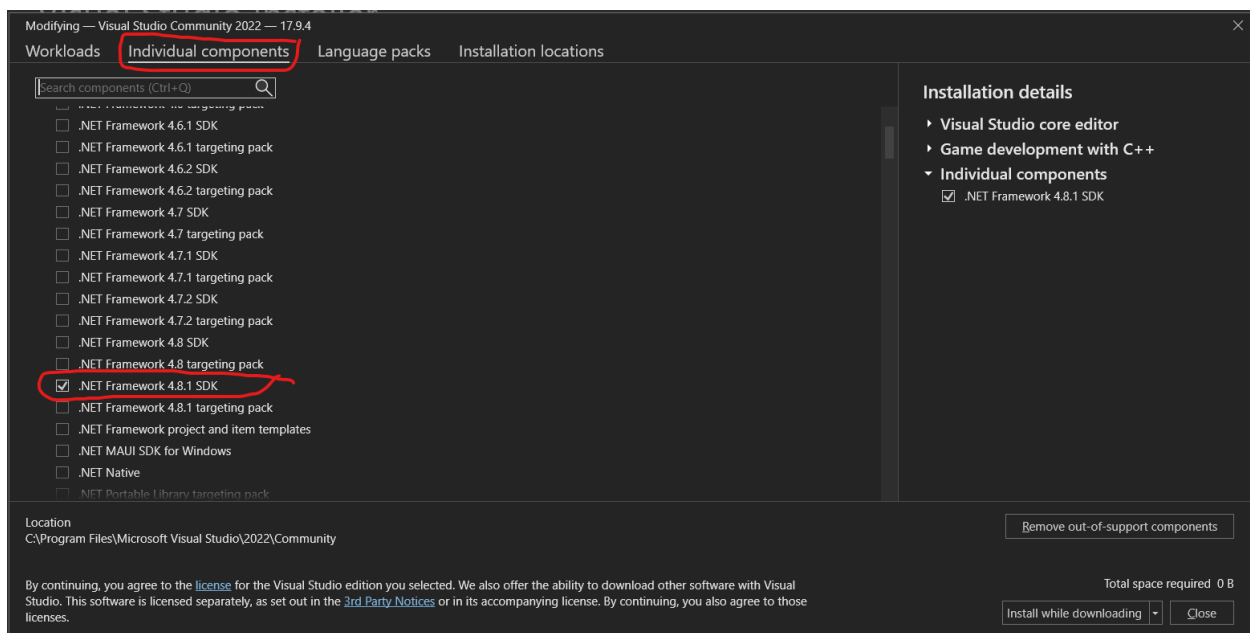 Modifying — Visual Studio Community 2022 — 17.9.4
Workloads Individual components Language packs Installation locations
Search components (Ctrl+Q)
.NET Framework 4.6.1 SDK
.NET Framework 4.6.1 targeting pack
.NET Framework 4.6.2 SDK
.NET Framework 4.6.2 targeting pack
.NET Framework 4.7 SDK
.NET Framework 4.7 targeting pack
.NET Framework 4.7.1 SDK
.NET Framework 4.7.1 targeting pack
.NET Framework 4.7.2 SDK
.NET Framework 4.7.2 targeting pack
.NET Framework 4.8 SDK
.NET Framework 4.8 targeting pack
.NET Framework 4.8.1 SDK
.NET Framework 4.8.1 targeting pack
.NET Framework project and item templates
.NET MAUI SDK for Windows
.NET Native
.NET Portable Library targeting pack
Installation details
Visual Studio core editor
Game development with C++
Individual components
.NET Framework 4.8.1 SDK
Location
C:\Program Files\Microsoft Visual Studio\2022\Community
Remove out-of-support components
By continuing, you agree to the license for the Visual Studio edition you selected. We also offer the ability to download other software with Visual
Studio. This software is licensed separately, as set out in the 3rd Party Notices or in its accompanying license. By continuing, you also agree to those
licenses.
Total space required 0 B
Install while downloading Close